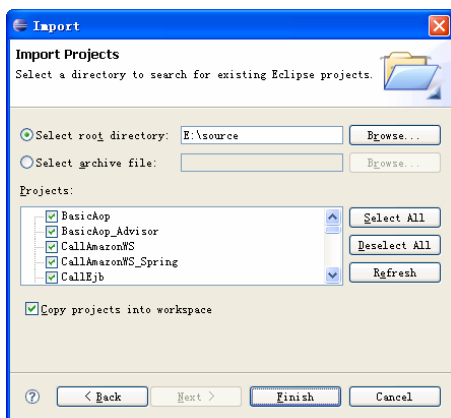 Import
Import Projects
Select a directory to search for existing Eclipse projects.
Select root directory: E:\source Browse...
Select archive file: Browse...
Projects:
BasicAop
BasicAop_Advisor
CallAmazonWS
CallAmazonWS_Spring
CallEjb
Select All
Deselect All
Refresh
Copy projects into workspace
? < Back Next > Finish Cancel